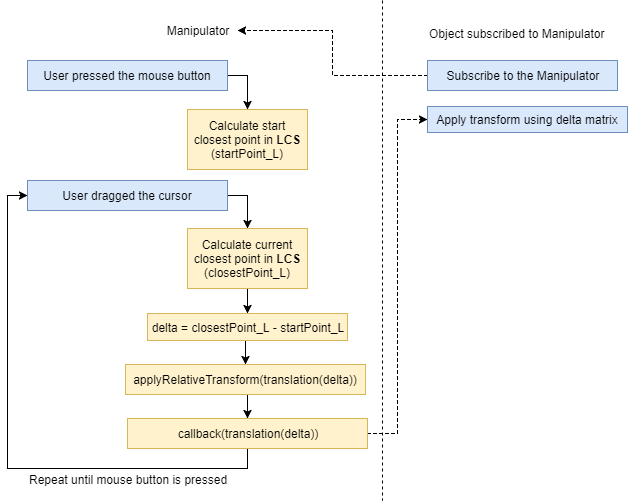 Manipulator
Object subscribed to Manipulator
User pressed the mouse button
Subscribe to the Manipulator
Apply transform using delta matrix
Calculate start
closest point in LCS
(startPoint_L)
User dragged the cursor
Calculate current
closest point in LCS
(closestPoint_L)
delta = closestPoint_L - startPoint_L
applyRelativeTransform(translation(delta))
callback(translation(delta))
Repeat until mouse button is pressed